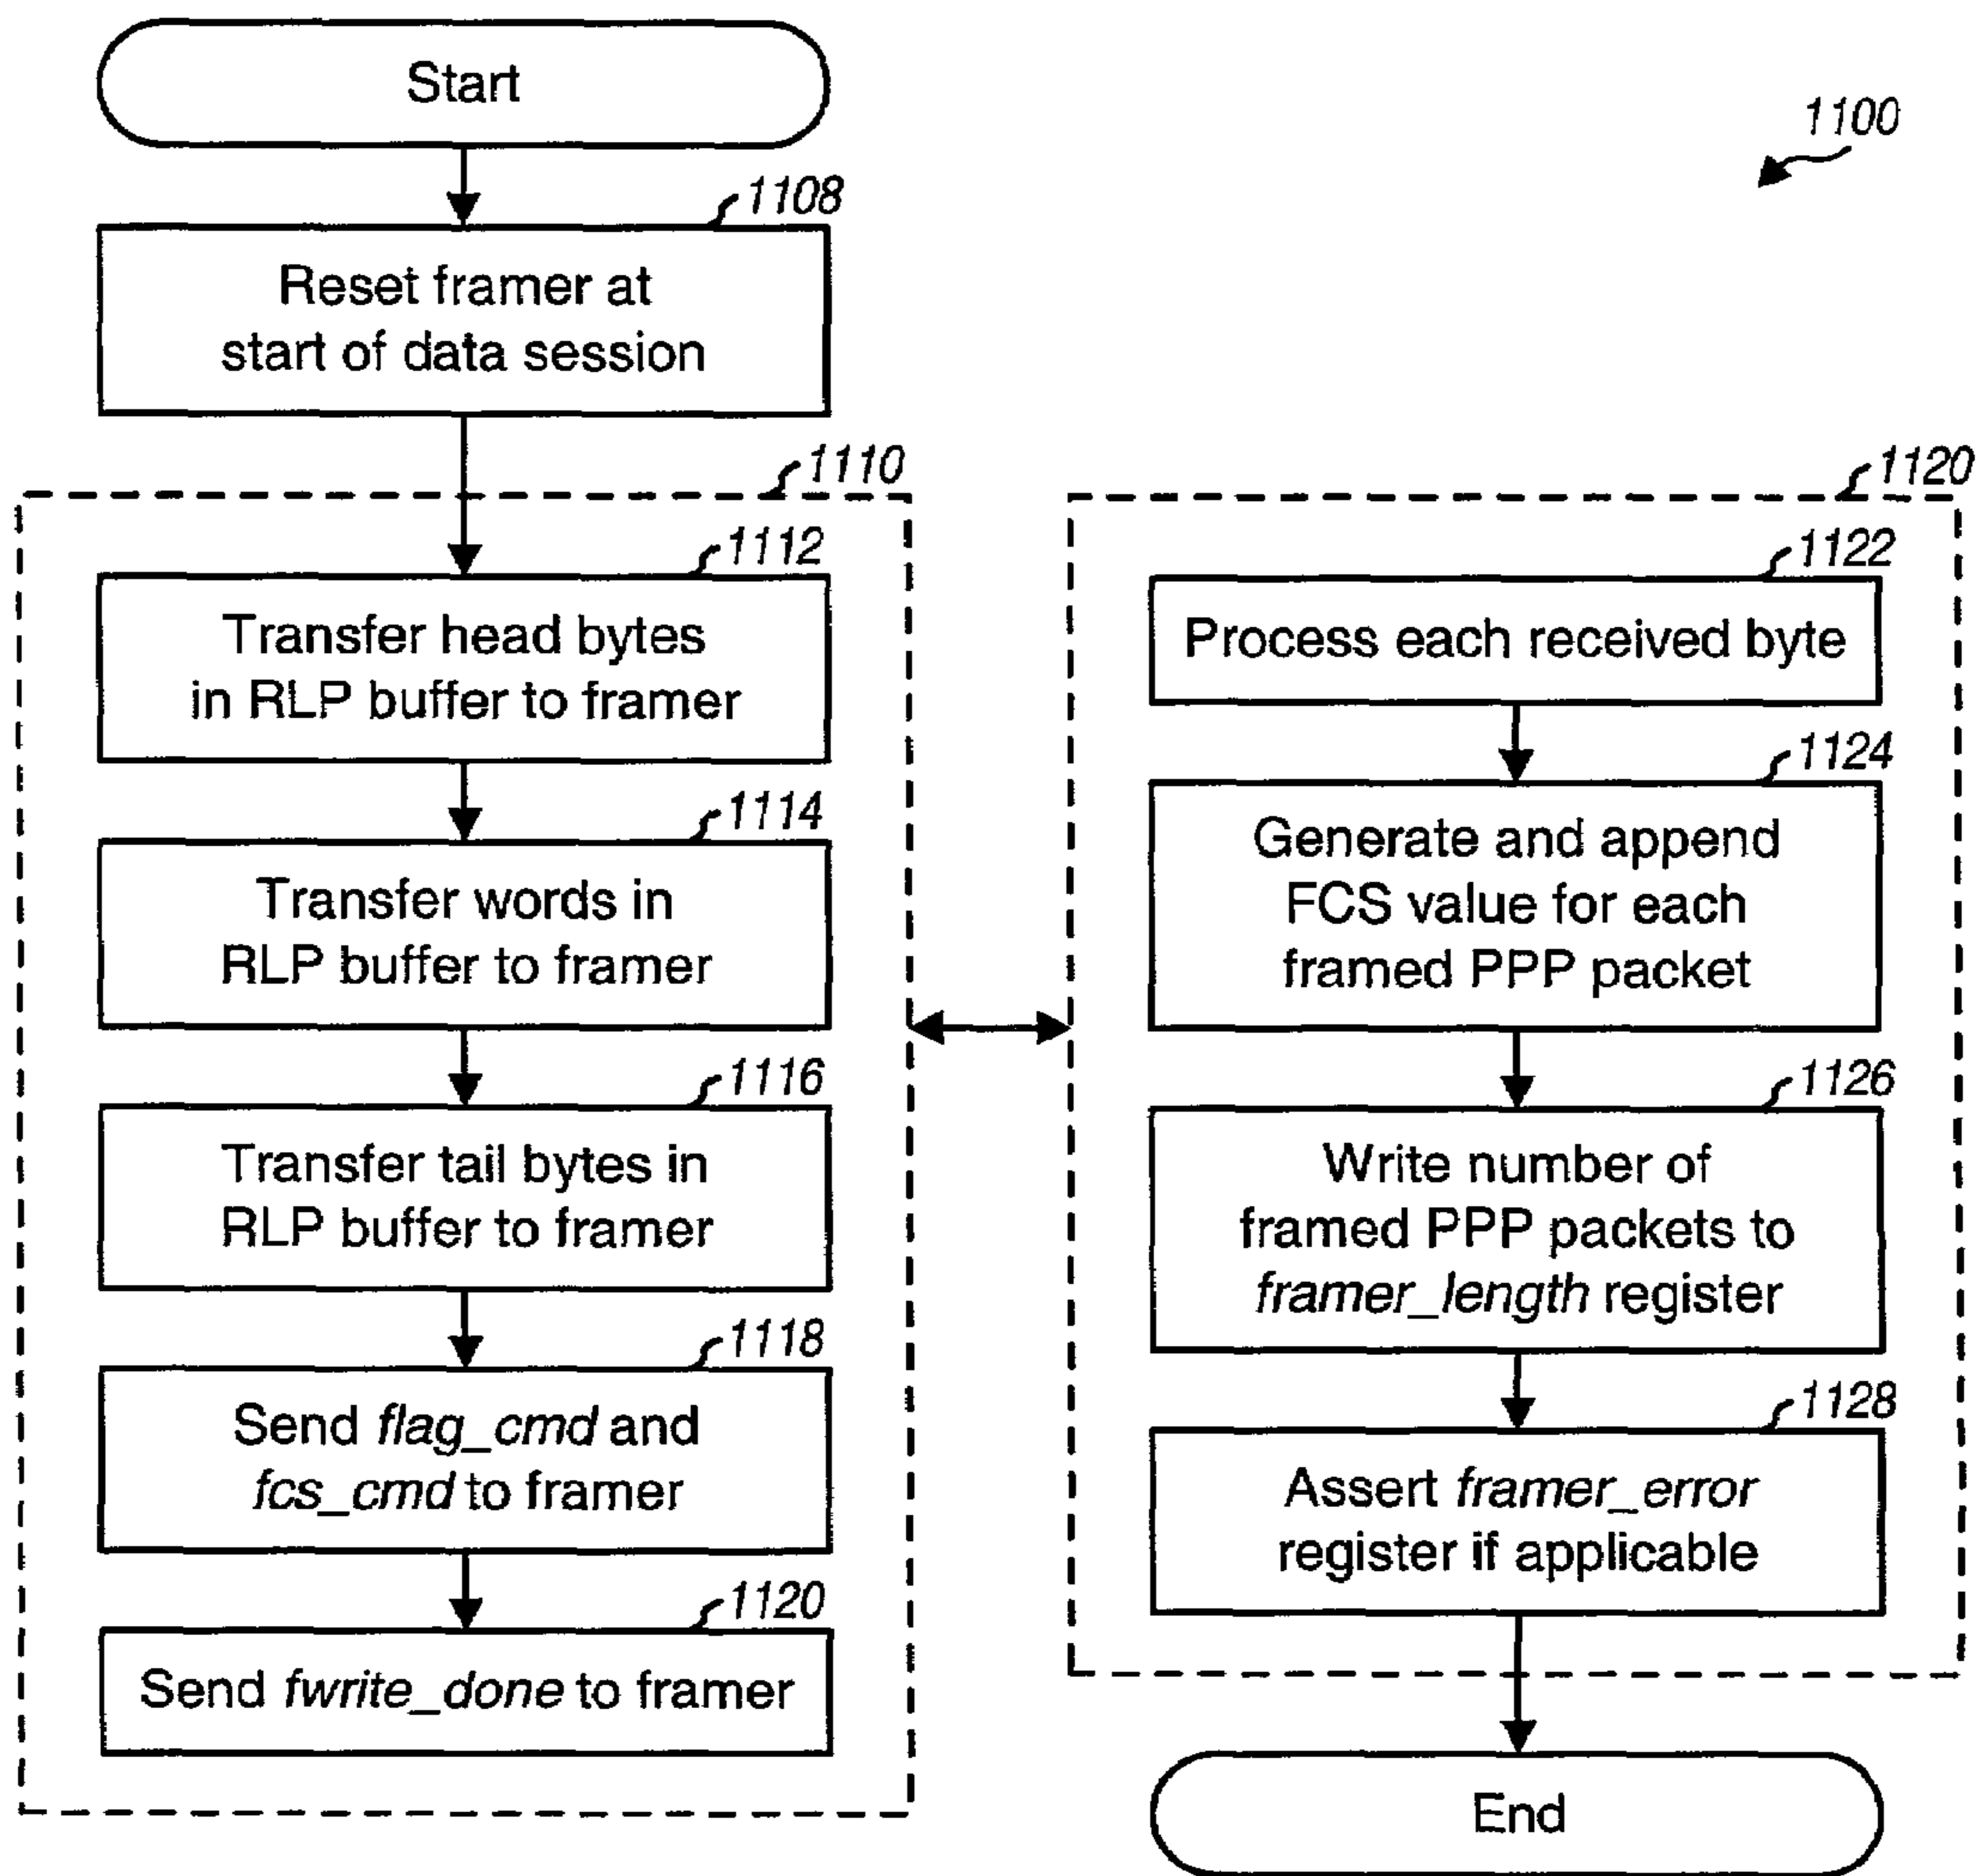 Start
1100
1108
Reset framer at
start of data session
1110
1112
Transfer head bytes
in RLP buffer to framer
1114
Transfer words in
RLP buffer to framer
1116
Transfer tail bytes in
RLP buffer to framer
1118
Send flag_cmd and
fcs_cmd to framer
1120
Send fwrite_done to framer
1120
1122
Process each received byte
1124
Generate and append
FCS value for each
framed PPP packet
1126
Write number of
framed PPP packets to
framer_length register
1128
Assert framer_error
register if applicable
End